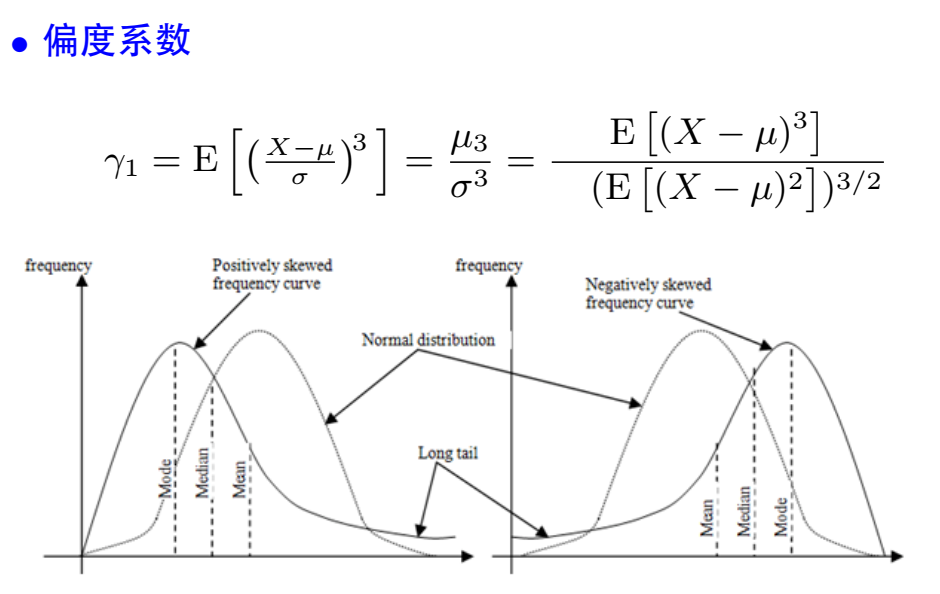 • 偏度系数
γ₁ = E[((X−μ)/σ)³] = μ₃/σ³ = E[(X − μ)³]/(E[(X − μ)²])^{3/2}
frequency
Positively skewed
frequency curve
Normal distribution
Long tail
Mode
Median
Mean
frequency
Negatively skewed
frequency curve
Mean
Median
Mode